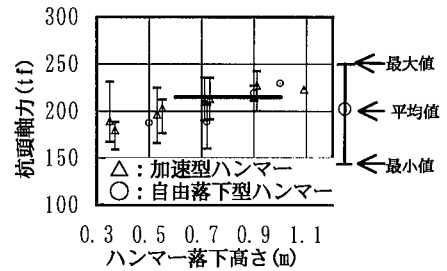 300
250
200
150
100
杭頭軸力(tf)
最大値
平均値
最小値
△：加速型ハンマー
○：自由落下型ハンマー
0.3 0.5 0.7 0.9 1.1
ハンマー落下高さ(m)